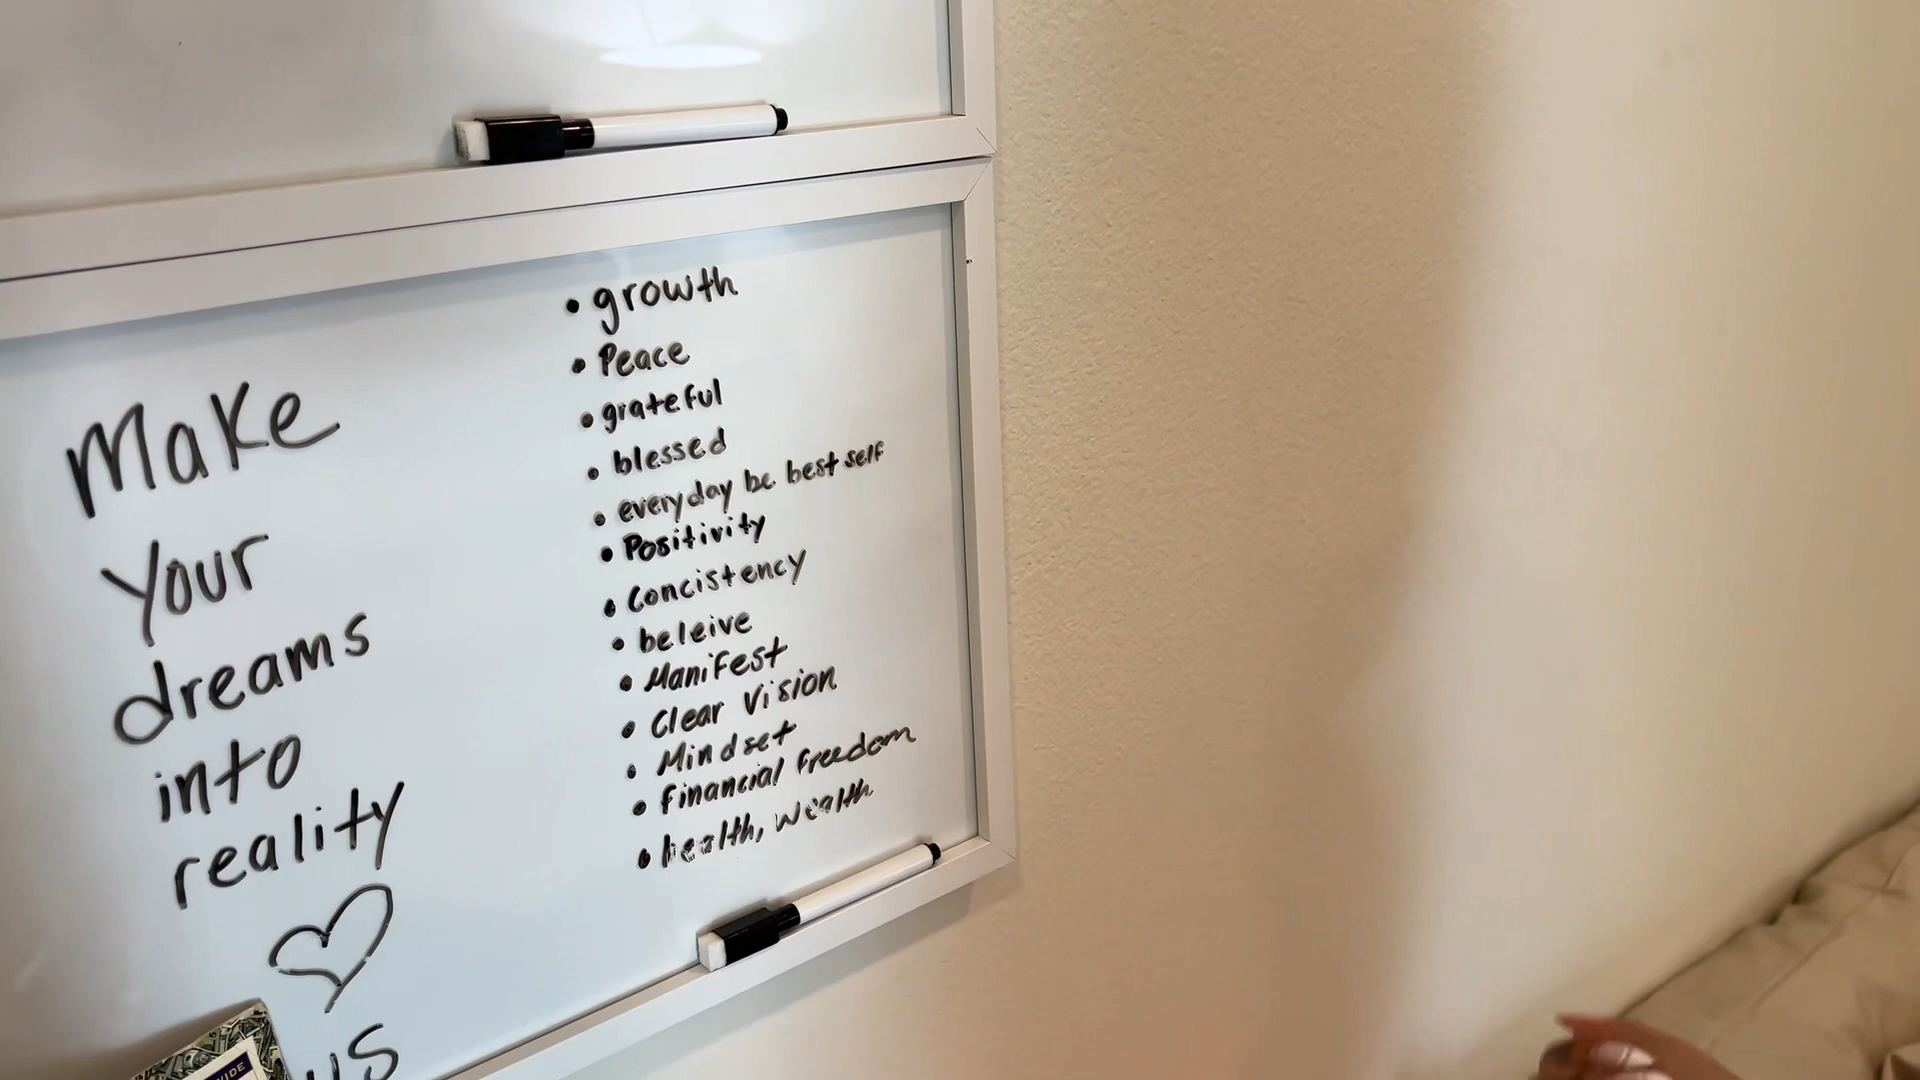 Make
your
dreams
into
reality
us
• growth
• Peace
• grateful
• blessed
• everyday be best self
• Positivity
• Concistency
• beleive
• Manifest
• Clear Vision
• Mindset
• financial freedom
• health, wealth